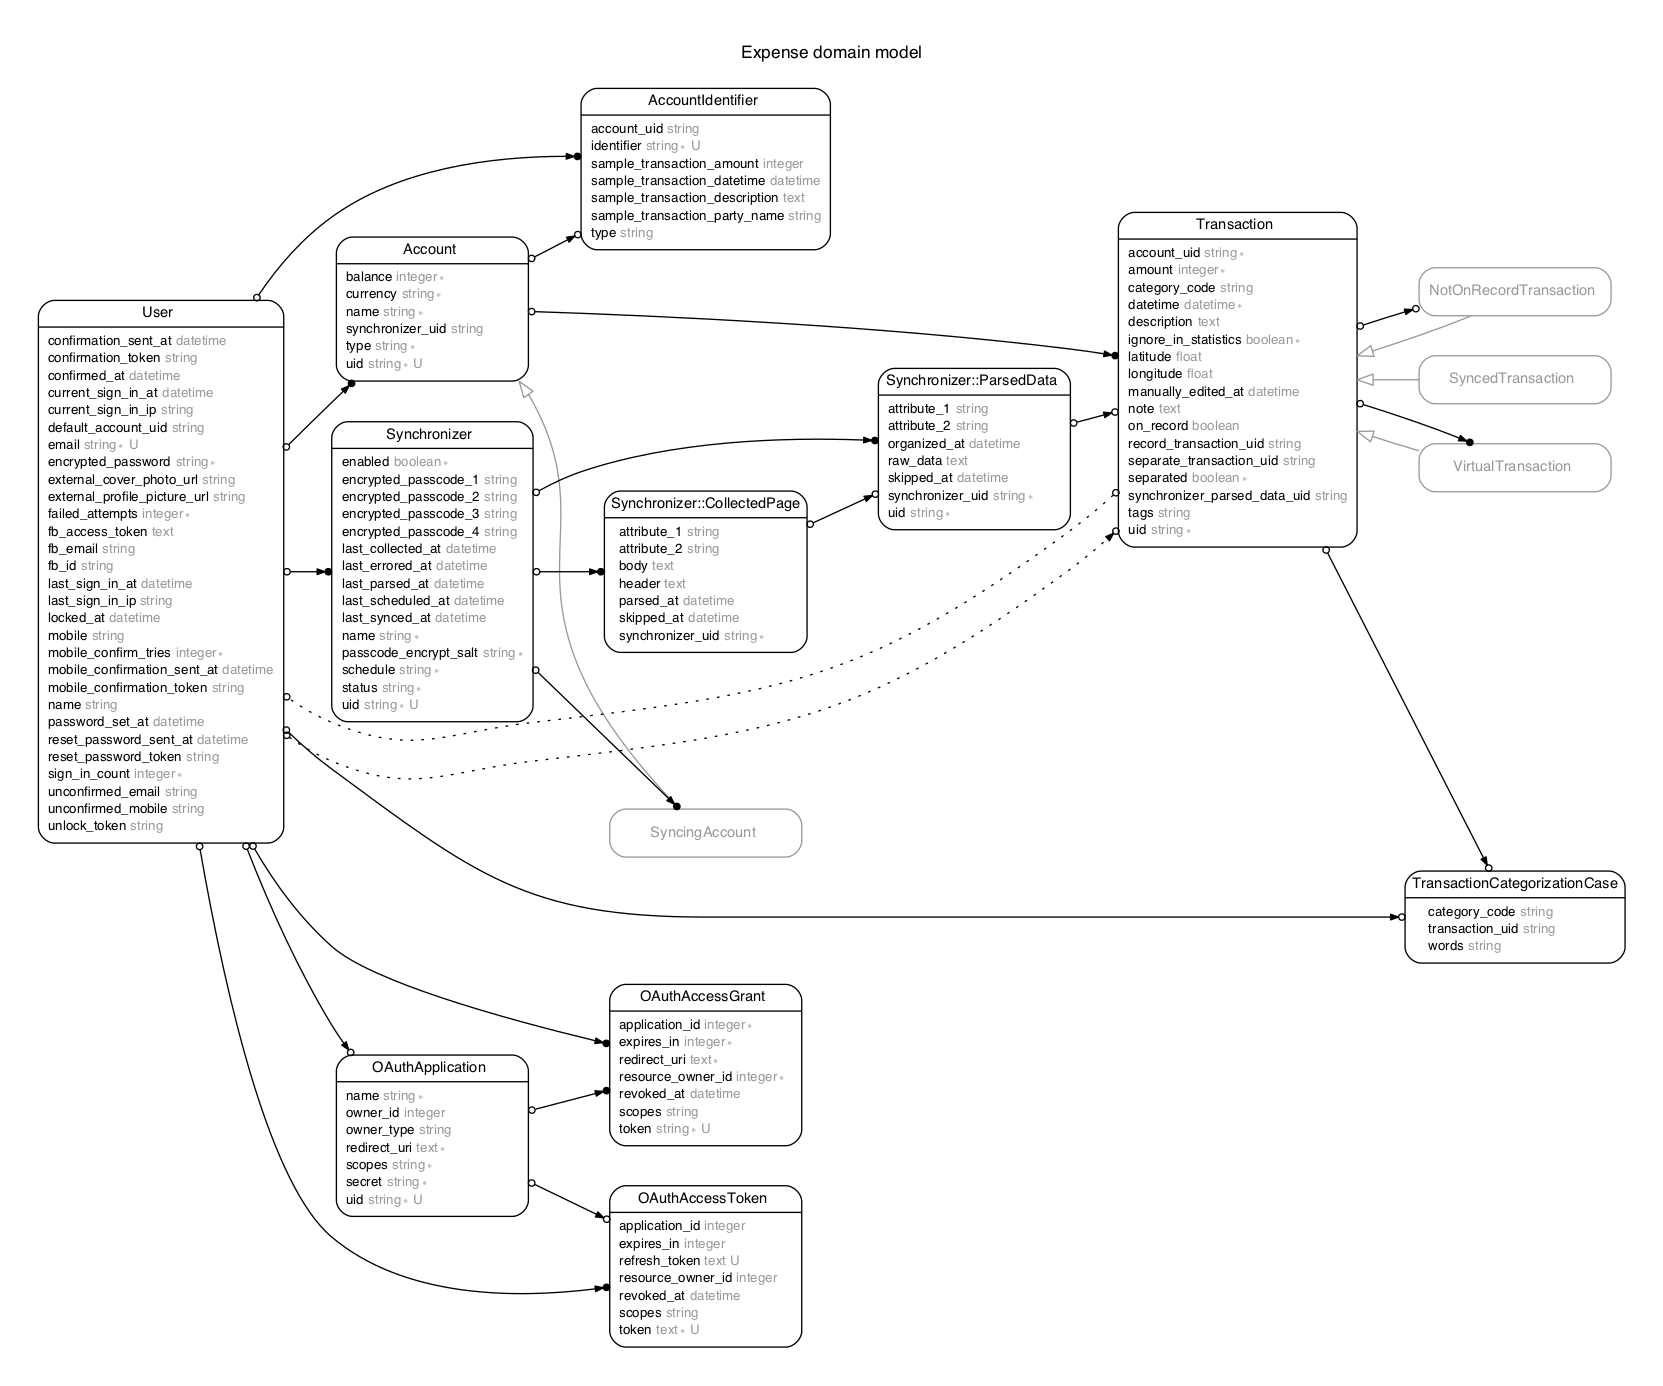 Expense domain model
AccountIdentifier
account_uid string
identifier string∗ U
sample_transaction_amount integer
sample_transaction_datetime datetime
sample_transaction_description text
sample_transaction_party_name string
type string
Account
balance integer∗
currency string∗
name string∗
synchronizer_uid string
type string∗
uid string∗ U
User
confirmation_sent_at datetime
confirmation_token string
confirmed_at datetime
current_sign_in_at datetime
current_sign_in_ip string
default_account_uid string
email string∗ U
encrypted_password string∗
external_cover_photo_url string
external_profile_picture_url string
failed_attempts integer∗
fb_access_token text
fb_email string
fb_id string
last_sign_in_at datetime
last_sign_in_ip string
locked_at datetime
mobile string
mobile_confirm_tries integer∗
mobile_confirmation_sent_at datetime
mobile_confirmation_token string
name string
password_set_at datetime
reset_password_sent_at datetime
reset_password_token string
sign_in_count integer∗
unconfirmed_email string
unconfirmed_mobile string
unlock_token string
Synchronizer
enabled boolean∗
encrypted_passcode_1 string
encrypted_passcode_2 string
encrypted_passcode_3 string
encrypted_passcode_4 string
last_collected_at datetime
last_errored_at datetime
last_parsed_at datetime
last_scheduled_at datetime
last_synced_at datetime
name string∗
passcode_encrypt_salt string∗
schedule string∗
status string∗
uid string∗ U
Synchronizer::CollectedPage
attribute_1 string
attribute_2 string
body text
header text
parsed_at datetime
skipped_at datetime
synchronizer_uid string∗
Synchronizer::ParsedData
attribute_1 string
attribute_2 string
organized_at datetime
raw_data text
skipped_at datetime
synchronizer_uid string∗
uid string∗
Transaction
account_uid string∗
amount integer∗
category_code string
datetime datetime∗
description text
ignore_in_statistics boolean∗
latitude float
longitude float
manually_edited_at datetime
note text
on_record boolean
record_transaction_uid string
separate_transaction_uid string
separated boolean∗
synchronizer_parsed_data_uid string
tags string
uid string∗
NotOnRecordTransaction
SyncedTransaction
VirtualTransaction
SyncingAccount
TransactionCategorizationCase
category_code string
transaction_uid string
words string
OAuthAccessGrant
application_id integer∗
expires_in integer∗
redirect_uri text∗
resource_owner_id integer∗
revoked_at datetime
scopes string
token string∗ U
OAuthApplication
name string∗
owner_id integer
owner_type string
redirect_uri text∗
scopes string∗
secret string∗
uid string∗ U
OAuthAccessToken
application_id integer
expires_in integer
refresh_token text U
resource_owner_id integer
revoked_at datetime
scopes string
token text∗ U